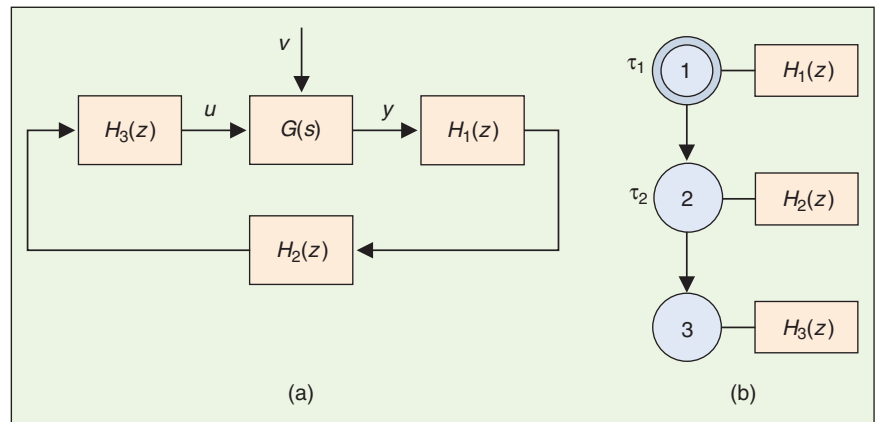 v
H3(z)
u
G(s)
y
H1(z)
H2(z)
(a)
τ1
1
H1(z)
τ2
2
H2(z)
3
H3(z)
(b)